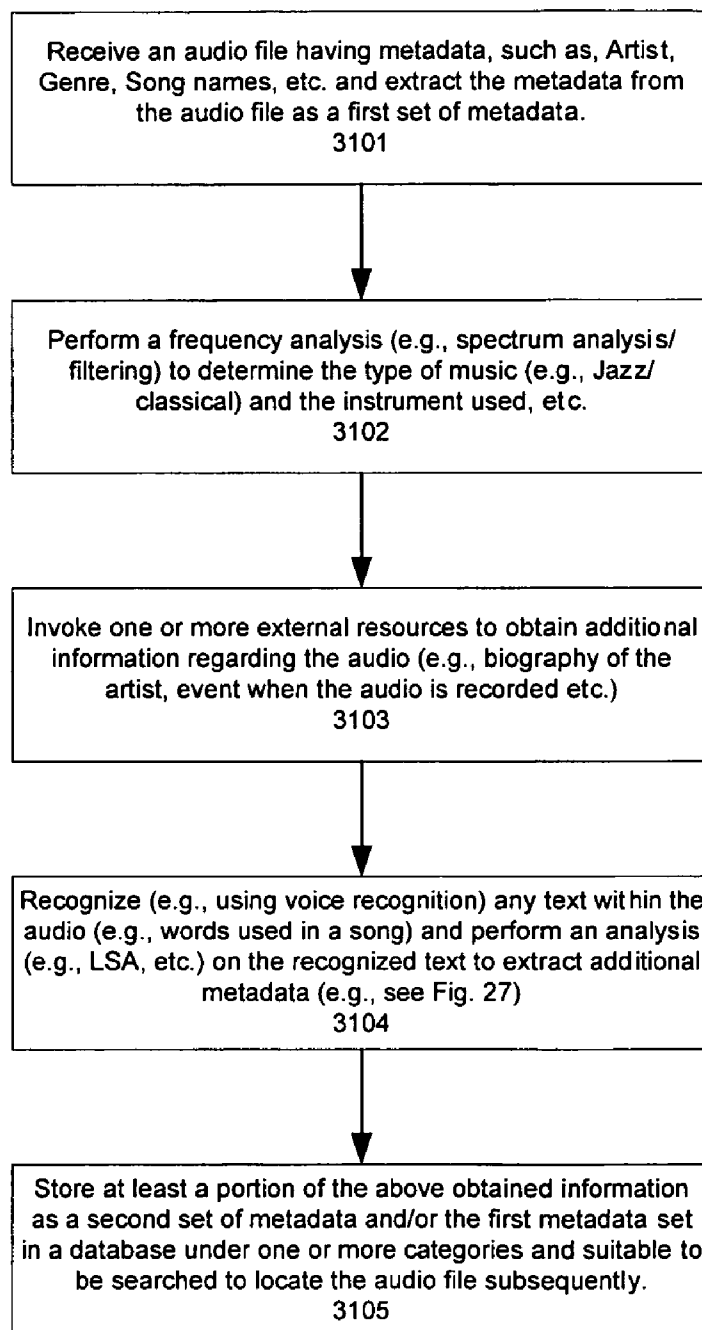 Receive an audio file having metadata, such as, Artist,
Genre, Song names, etc. and extract the metadata from
the audio file as a first set of metadata.
3101
Perform a frequency analysis (e.g., spectrum analysis/
filtering) to determine the type of music (e.g., Jazz/
classical) and the instrument used, etc.
3102
Invoke one or more external resources to obtain additional
information regarding the audio (e.g., biography of the
artist, event when the audio is recorded etc.)
3103
Recognize (e.g., using voice recognition) any text within the
audio (e.g., words used in a song) and perform an analysis
(e.g., LSA, etc.) on the recognized text to extract additional
metadata (e.g., see Fig. 27)
3104
Store at least a portion of the above obtained information
as a second set of metadata and/or the first metadata set
in a database under one or more categories and suitable to
be searched to locate the audio file subsequently.
3105